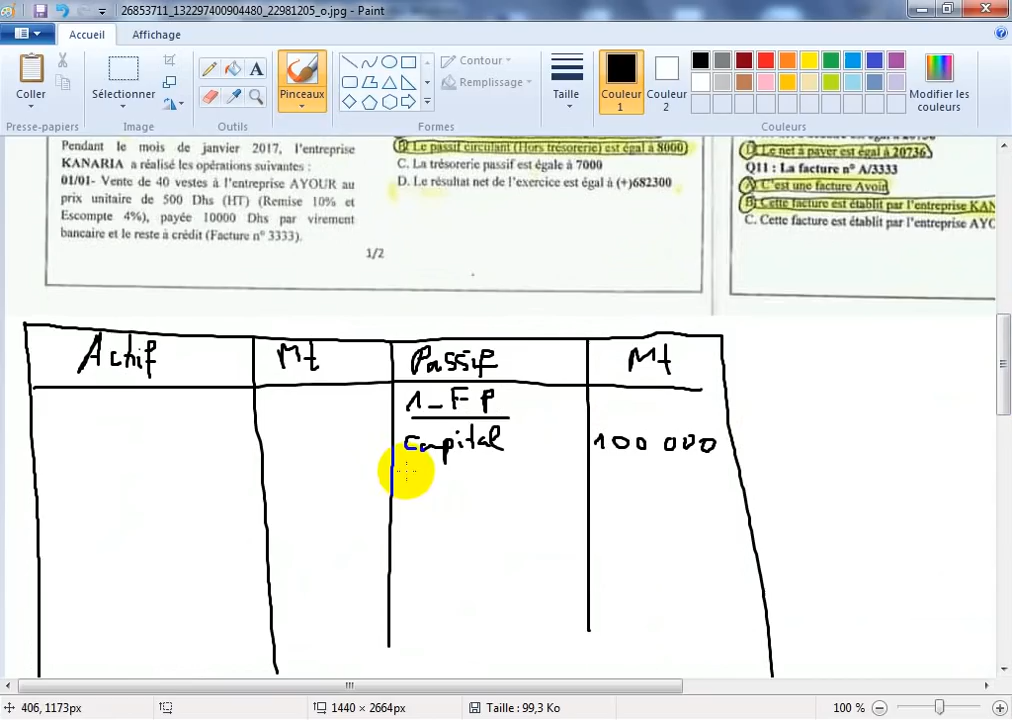 26853711_132297400904480_22981205_o.jpg - Paint
Accueil
Affichage
Coller
Presse-papiers
Sélectionner
Image
Outils
Pinceaux
Contour
Remplissage
Formes
Taille
Couleur
1
Couleur
2
Modifier les
couleurs
Couleurs
Pendant le mois de janvier 2017, l'entreprise
KANARIA a réalisé les opérations suivantes :
01/01- Vente de 40 vestes à l'entreprise AYOUR au
prix unitaire de 500 Dhs (HT) (Remise 10% et
Escompte 4%), payée 10000 Dhs par virement
bancaire et le reste à crédit (Facture n° 3333).
B. Le passif circulant (Hors trésorerie) est égal à 8000
C. La trésorerie passif est égale à 7000
D. Le résultat net de l'exercice est égal à (+)682300
1/2
D. Le net à payer est égal à 20736
Q11 : La facture n° A/3333
A. C'est une facture Avoir
B. Cette facture est établit par l'entreprise KAN
C. Cette facture est établit par l'entreprise AYO
Actif Mt Passif Mt
1_ F P
Capital 100 000
406, 1173px
1440 × 2664px
Taille : 99,3 Ko
100 %